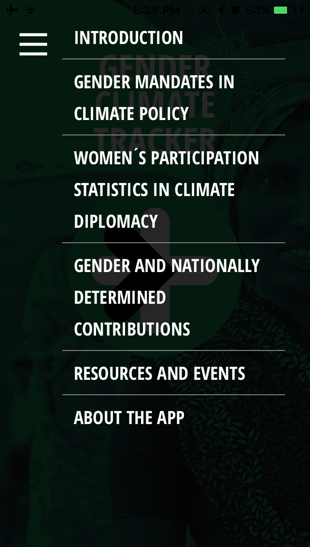 5:35 PM
64%
INTRODUCTION
GENDER
GENDER MANDATES IN
CLIMATE
CLIMATE POLICY
TRACKER
WOMEN´S PARTICIPATION
STATISTICS IN CLIMATE
DIPLOMACY
GENDER AND NATIONALLY
DETERMINED
CONTRIBUTIONS
RESOURCES AND EVENTS
ABOUT THE APP